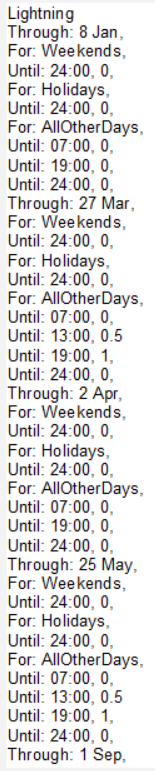 Lightning
Through: 8 Jan,
For: Weekends,
Until: 24:00, 0,
For: Holidays,
Until: 24:00, 0,
For: AllOtherDays,
Until: 07:00, 0,
Until: 19:00, 0,
Until: 24:00, 0,
Through: 27 Mar,
For: Weekends,
Until: 24:00, 0,
For: Holidays,
Until: 24:00, 0,
For: AllOtherDays,
Until: 07:00, 0,
Until: 13:00, 0.5
Until: 19:00, 1,
Until: 24:00, 0,
Through: 2 Apr,
For: Weekends,
Until: 24:00, 0,
For: Holidays,
Until: 24:00, 0,
For: AllOtherDays,
Until: 07:00, 0,
Until: 19:00, 0,
Until: 24:00, 0,
Through: 25 May,
For: Weekends,
Until: 24:00, 0,
For: Holidays,
Until: 24:00, 0,
For: AllOtherDays,
Until: 07:00, 0,
Until: 13:00, 0.5
Until: 19:00, 1,
Until: 24:00, 0,
Through: 1 Sep,